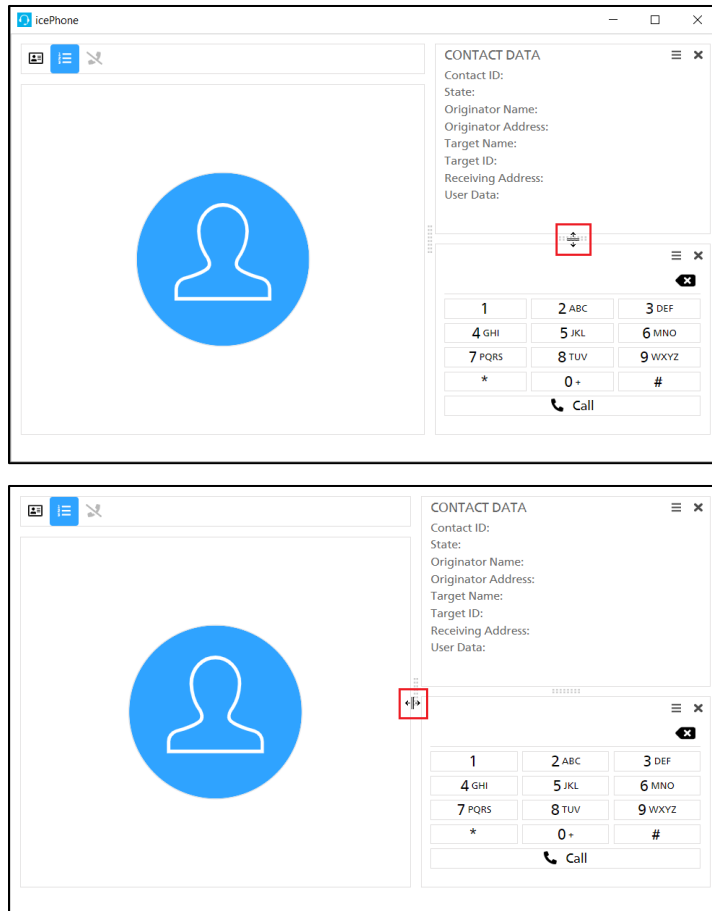 icePhone
CONTACT DATA
Contact ID:
State:
Originator Name:
Originator Address:
Target Name:
Target ID:
Receiving Address:
User Data:
1 2 ABC 3 DEF
4 GHI 5 JKL 6 MNO
7 PQRS 8 TUV 9 WXYZ
* 0 + #
Call
CONTACT DATA
Contact ID:
State:
Originator Name:
Originator Address:
Target Name:
Target ID:
Receiving Address:
User Data:
1 2 ABC 3 DEF
4 GHI 5 JKL 6 MNO
7 PQRS 8 TUV 9 WXYZ
* 0 + #
Call